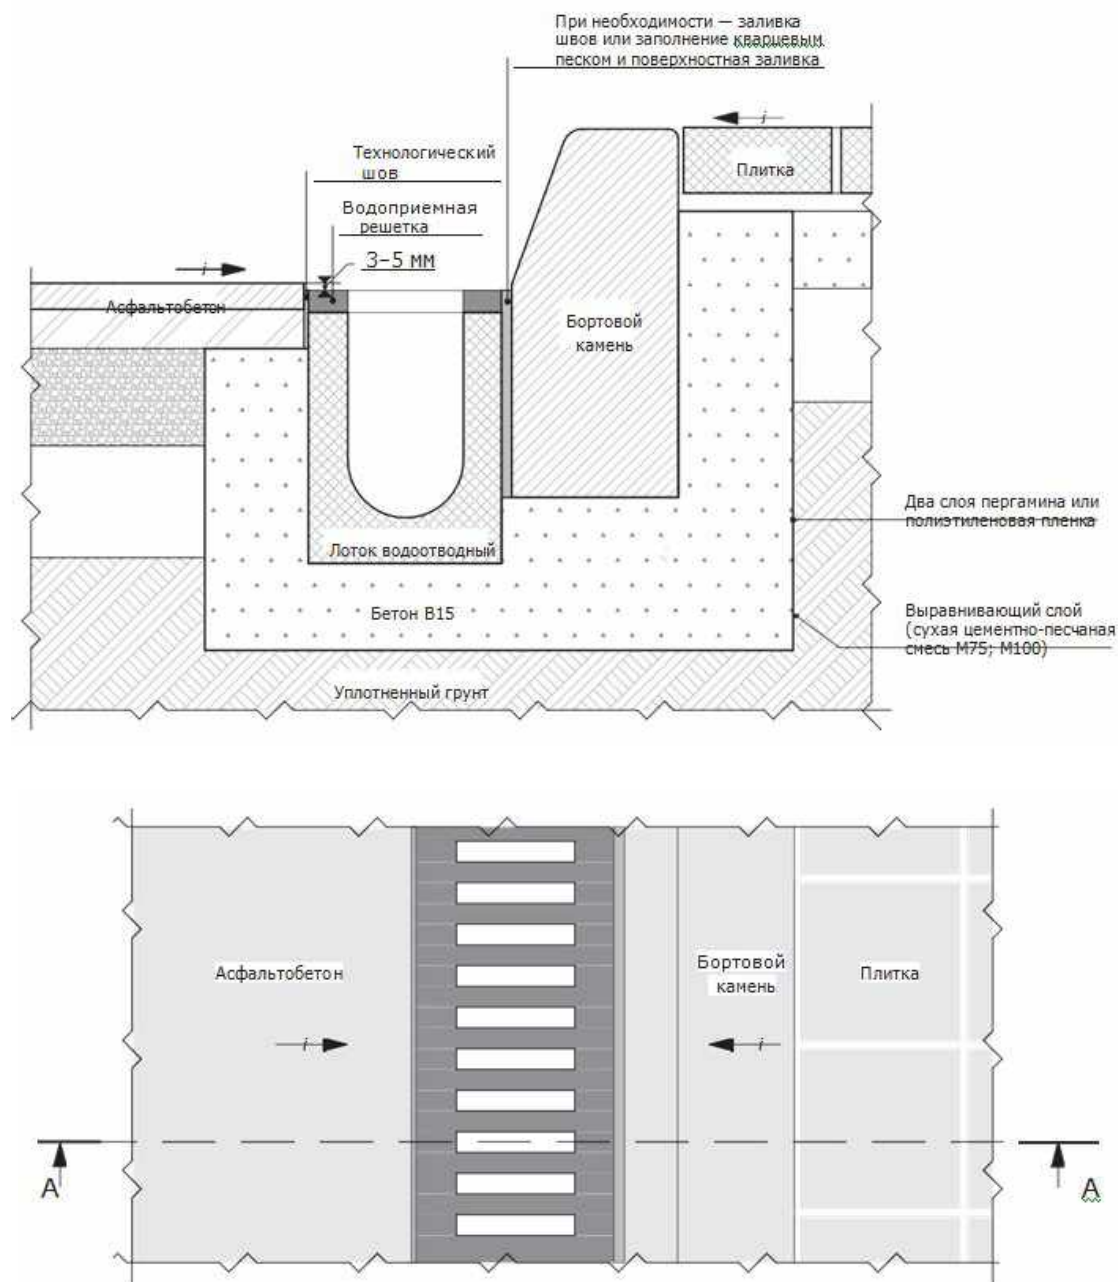 При необходимости — заливка
швов или заполнение кварцевым
песком и поверхностная заливка
i
Технологический
шов
Плитка
Водоприемная
решетка
i
3–5 мм
Асфальтобетон
Бортовой
камень
Два слоя пергамина или
полиэтиленовая пленка
Лоток водоотводный
Бетон В15
Выравнивающий слой
(сухая цементно-песчаная
смесь М75; М100)
Уплотненный грунт
Асфальтобетон
Бортовой
камень
Плитка
i
i
А
А